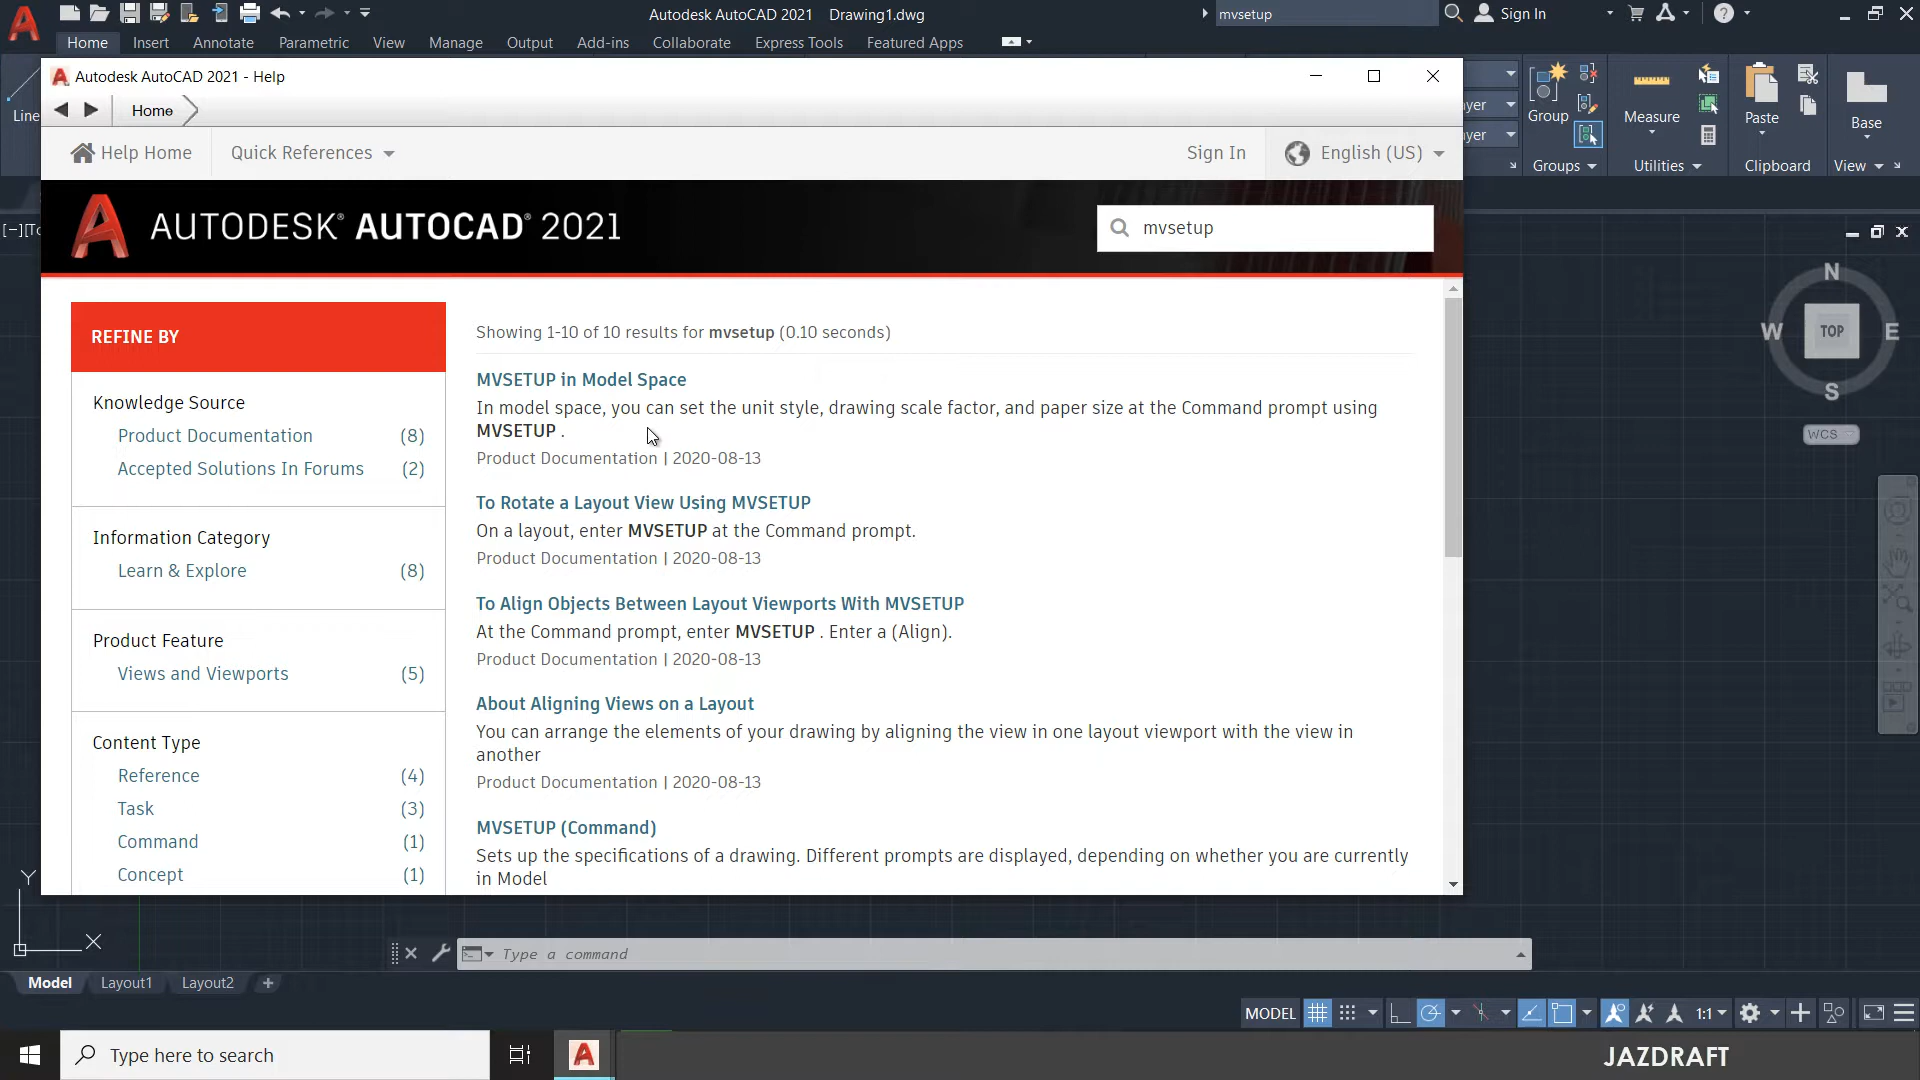 Autodesk AutoCAD 2021 Drawing1.dwg
mvsetup
Sign In
Home Insert Annotate Parametric View Manage Output Add-ins Collaborate Express Tools Featured Apps
Line
Autodesk AutoCAD 2021 - Help
Home
Help Home
Quick References
Sign In
English (US)
AUTODESK® AUTOCAD® 2021
mvsetup
Group
Measure
Paste
Base
Groups
Utilities
Clipboard
View
REFINE BY
Knowledge Source
Product Documentation (8)
Accepted Solutions In Forums (2)
Information Category
Learn & Explore (8)
Product Feature
Views and Viewports (5)
Content Type
Reference (4)
Task (3)
Command (1)
Concept (1)
Showing 1-10 of 10 results for mvsetup (0.10 seconds)
MVSETUP in Model Space
In model space, you can set the unit style, drawing scale factor, and paper size at the Command prompt using
MVSETUP .
Product Documentation | 2020-08-13
To Rotate a Layout View Using MVSETUP
On a layout, enter MVSETUP at the Command prompt.
Product Documentation | 2020-08-13
To Align Objects Between Layout Viewports With MVSETUP
At the Command prompt, enter MVSETUP . Enter a (Align).
Product Documentation | 2020-08-13
About Aligning Views on a Layout
You can arrange the elements of your drawing by aligning the view in one layout viewport with the view in
another
Product Documentation | 2020-08-13
MVSETUP (Command)
Sets up the specifications of a drawing. Different prompts are displayed, depending on whether you are currently
in Model
N
W
TOP
E
S
WCS
Y
X
Type a command
Model Layout1 Layout2 +
MODEL
1:1
Type here to search
JAZDRAFT